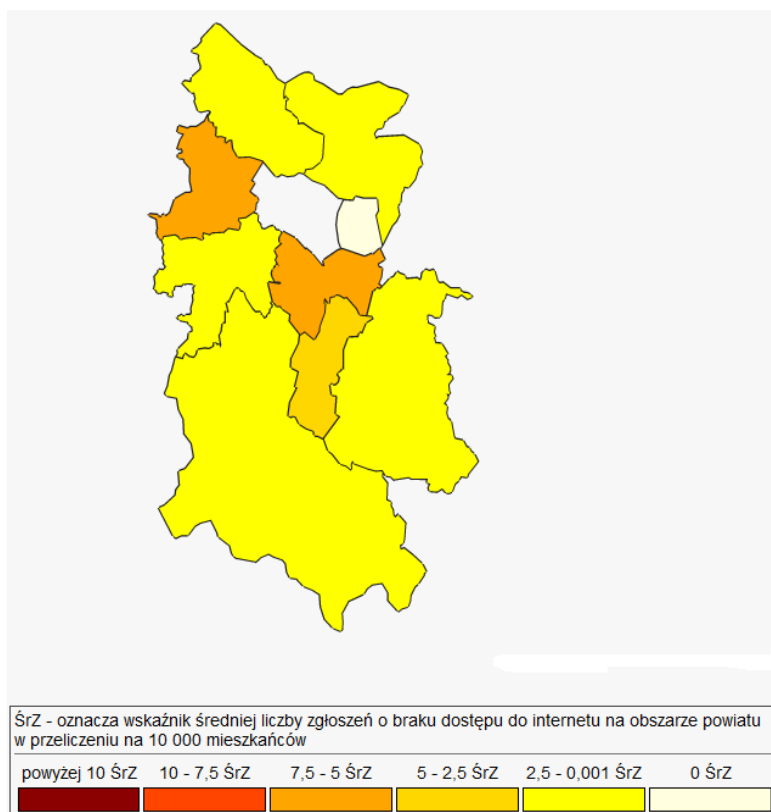 ŚrZ - oznacza wskaźnik średniej liczby zgłoszeń o braku dostępu do internetu na obszarze powiatu
w przeliczeniu na 10 000 mieszkańców
powyżej 10 ŚrZ 10 - 7,5 ŚrZ 7,5 - 5 ŚrZ 5 - 2,5 ŚrZ 2,5 - 0,001 ŚrZ 0 ŚrZ